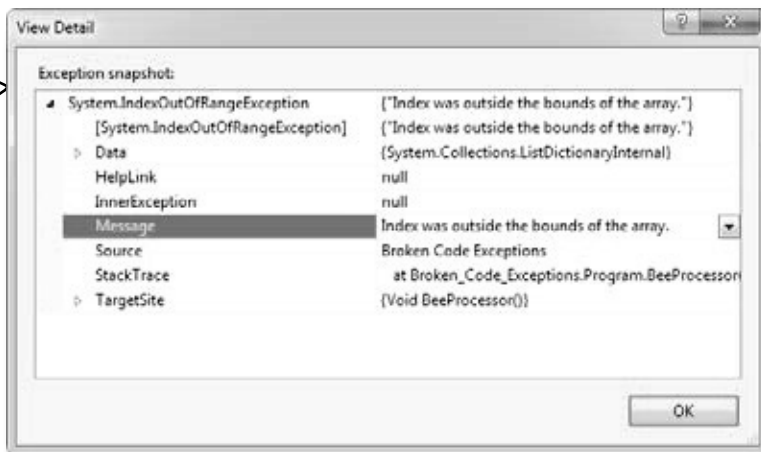 View Detail
Exception snapshot:
System.IndexOutOfRangeException {"Index was outside the bounds of the array."}
[System.IndexOutOfRangeException] {"Index was outside the bounds of the array."}
Data {System.Collections.ListDictionaryInternal}
HelpLink null
InnerException null
Message Index was outside the bounds of the array.
Source Broken Code Exceptions
StackTrace at Broken_Code_Exceptions.Program.BeeProcessor(
TargetSite {Void BeeProcessor()}
OK